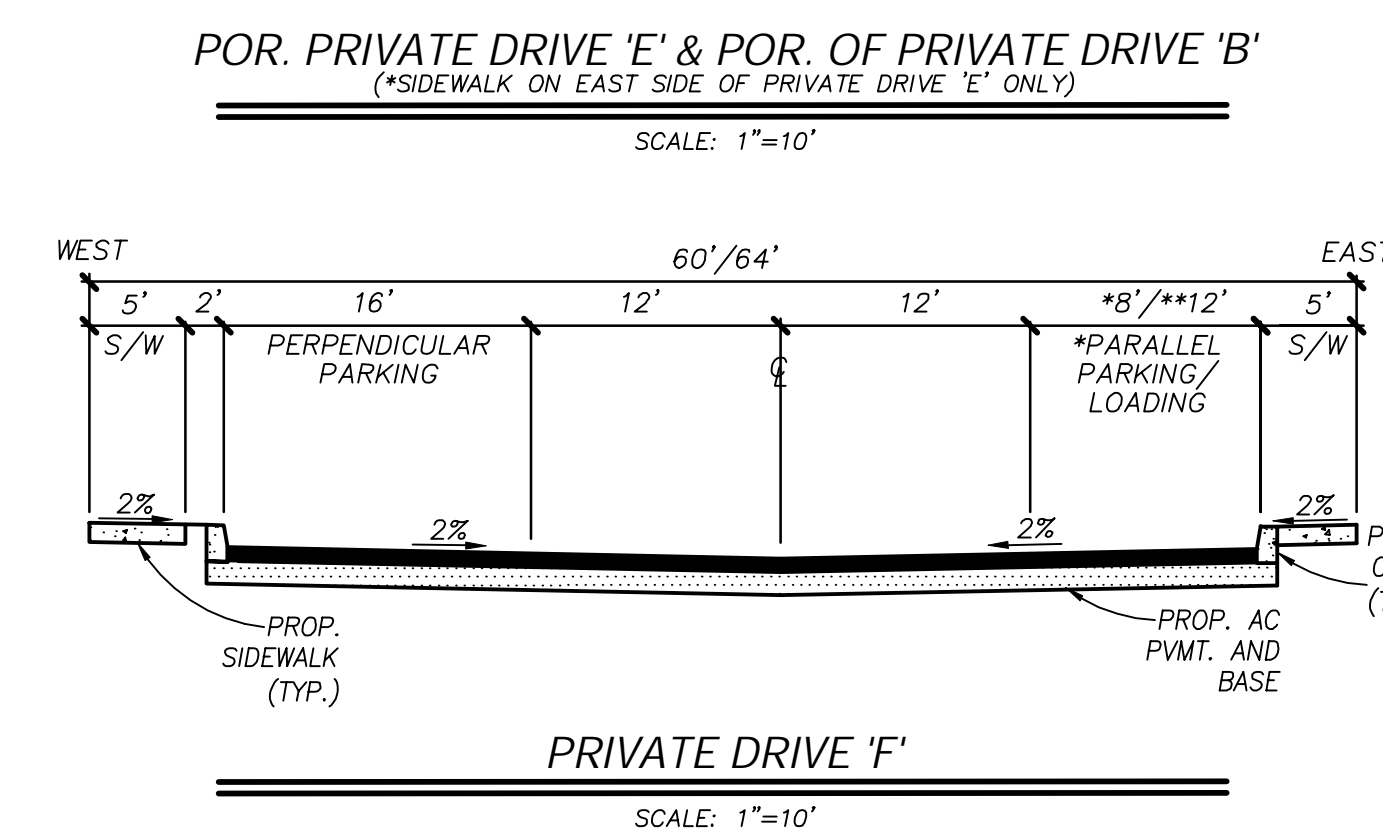 POR. PRIVATE DRIVE 'E' & POR. OF PRIVATE DRIVE 'B'
(*SIDEWALK ON EAST SIDE OF PRIVATE DRIVE 'E' ONLY)
SCALE: 1"=10'
WEST
60'/64'
EAST
5'
2'
16'
12'
12'
*8'/**12'
5'
S/W
PERPENDICULAR
PARKING
℄
*PARALLEL
PARKING/
LOADING
S/W
2%
2%
2%
2%
PROP.
SIDEWALK
(TYP.)
PROP. AC
PVMT. AND
BASE
PRIVATE DRIVE 'F'
SCALE: 1"=10'